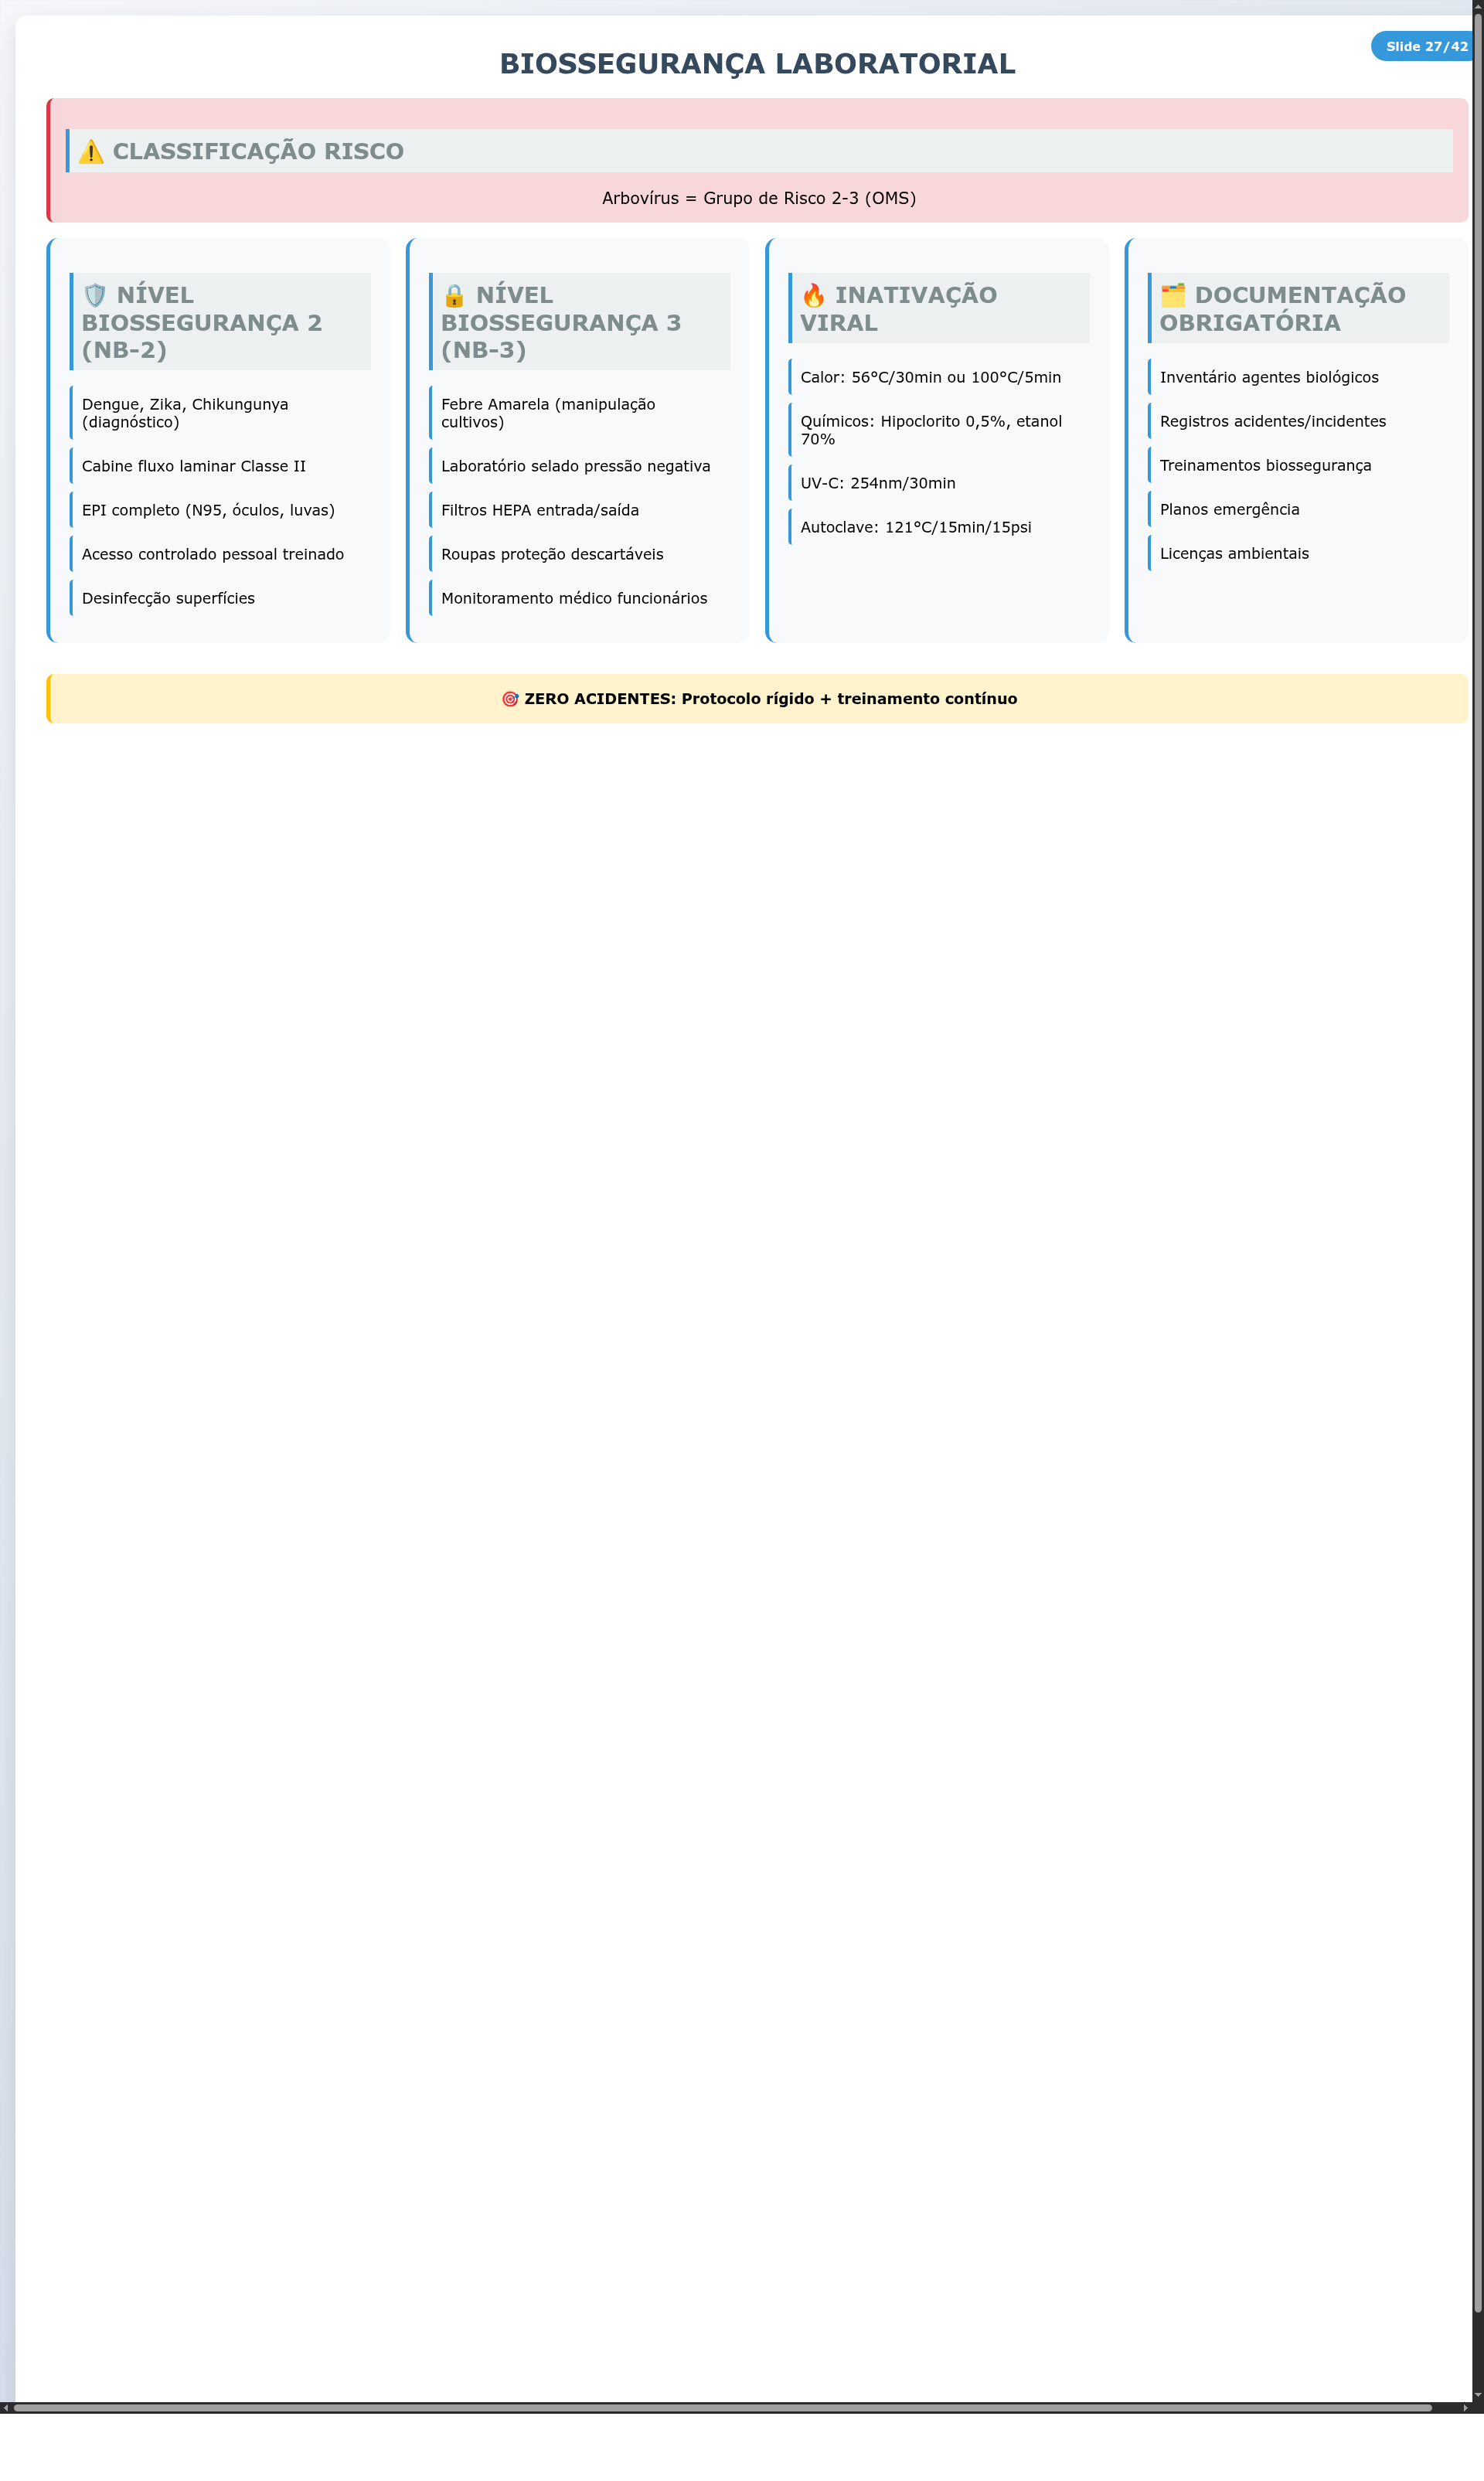 Slide 27/42
BIOSSEGURANÇA LABORATORIAL
⚠️ CLASSIFICAÇÃO RISCO
Arbovírus = Grupo de Risco 2-3 (OMS)
🛡️ NÍVEL
BIOSSEGURANÇA 2
(NB-2)
Dengue, Zika, Chikungunya
(diagnóstico)
Cabine fluxo laminar Classe II
EPI completo (N95, óculos, luvas)
Acesso controlado pessoal treinado
Desinfecção superfícies
🔒 NÍVEL
BIOSSEGURANÇA 3
(NB-3)
Febre Amarela (manipulação
cultivos)
Laboratório selado pressão negativa
Filtros HEPA entrada/saída
Roupas proteção descartáveis
Monitoramento médico funcionários
🔥 INATIVAÇÃO
VIRAL
Calor: 56°C/30min ou 100°C/5min
Químicos: Hipoclorito 0,5%, etanol
70%
UV-C: 254nm/30min
Autoclave: 121°C/15min/15psi
🗂️ DOCUMENTAÇÃO
OBRIGATÓRIA
Inventário agentes biológicos
Registros acidentes/incidentes
Treinamentos biossegurança
Planos emergência
Licenças ambientais
🎯 ZERO ACIDENTES: Protocolo rígido + treinamento contínuo